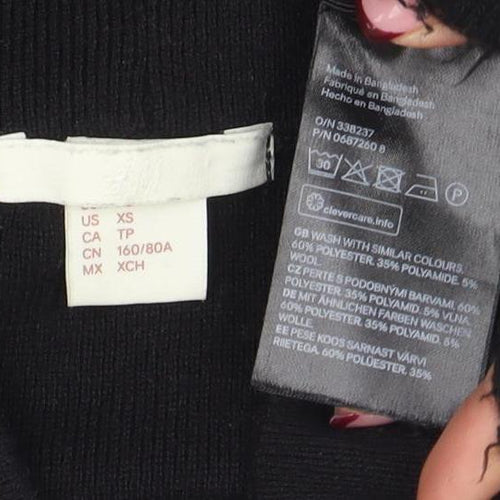 US XS
CA TP
CN 160/80A
MX XCH
Made in Bangladesh
Fabriqué en Bangladesh
Hecho en Bangladesh
O/N 338237
P/N 0687260 8
30
P
clevercare.info
GB WASH WITH SIMILAR COLOURS.
60% POLYESTER. 35% POLYAMIDE. 5%
WOOL.
CZ PERTE S PODOBNÝMI BARVAMI. 60%
POLYESTER. 35% POLYAMID. 5% VLNA.
DE MIT ÄHNLICHEN FARBEN WASCHEN.
60% POLYESTER. 35% POLYAMID. 5%
WOLLE.
EE PESE KOOS SARNAST VÄRVI
RIIETEGA. 60% POLÜESTER. 35%